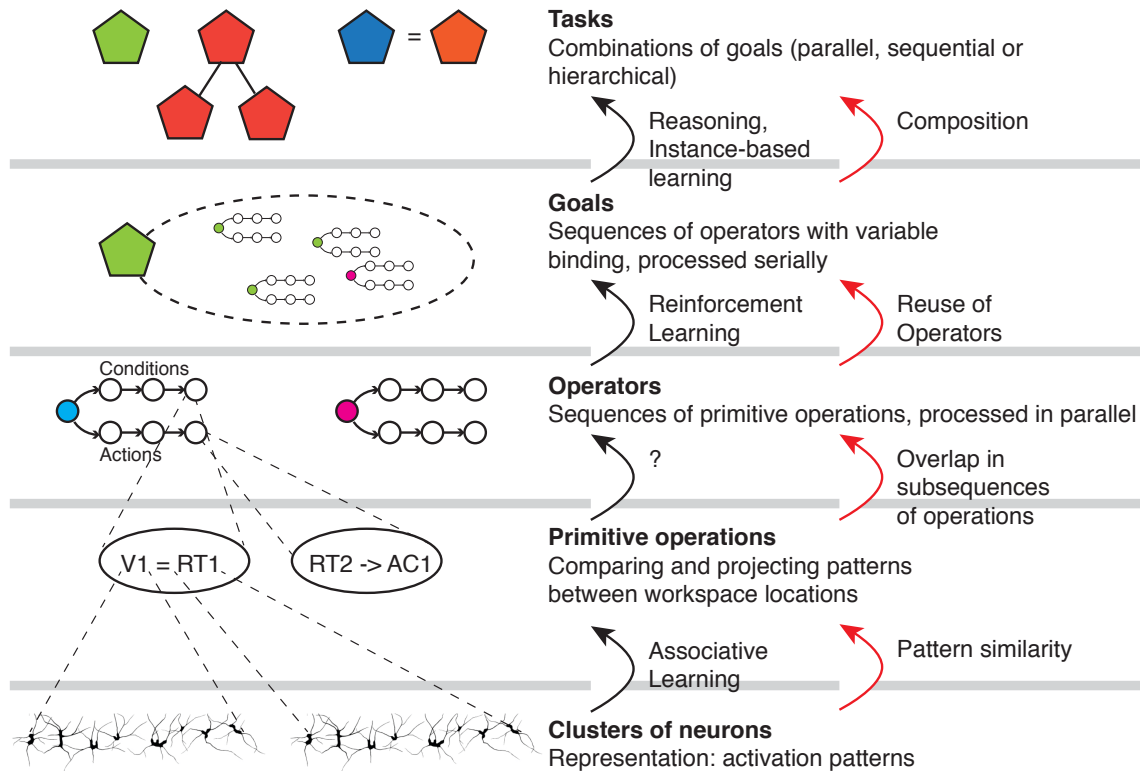 =
Tasks
Combinations of goals (parallel, sequential or
hierarchical)
Reasoning,
Instance-based
learning
Composition
Goals
Sequences of operators with variable
binding, processed serially
Reinforcement
Learning
Reuse of
Operators
Conditions
Actions
Operators
Sequences of primitive operations, processed in parallel
?
Overlap in
subsequences
of operations
V1 = RT1
RT2 -> AC1
Primitive operations
Comparing and projecting patterns
between workspace locations
Associative
Learning
Pattern similarity
Clusters of neurons
Representation: activation patterns